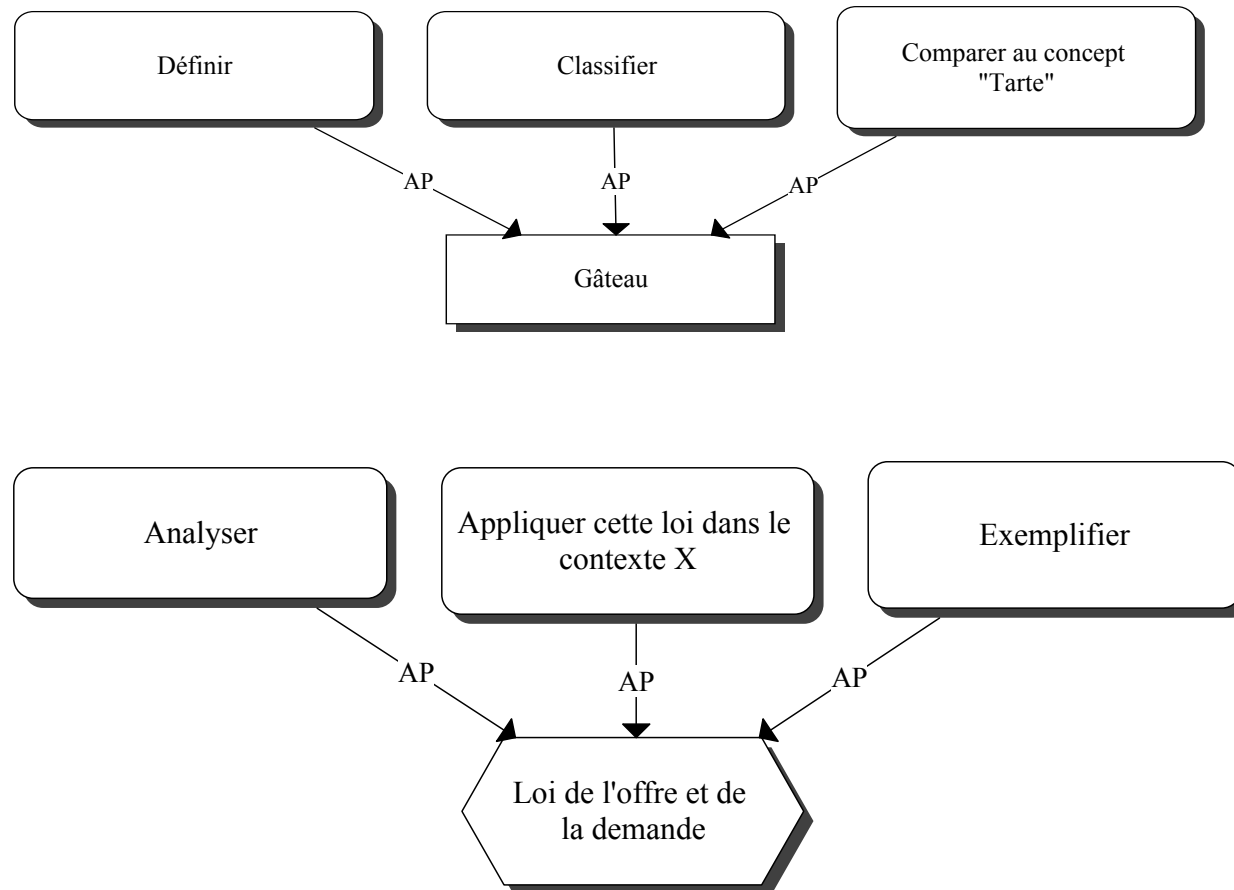 Définir
Classifier
Comparer au concept
"Tarte"
AP
AP
AP
Gâteau
Analyser
Appliquer cette loi dans le
contexte X
Exemplifier
AP
AP
AP
Loi de l'offre et de
la demande